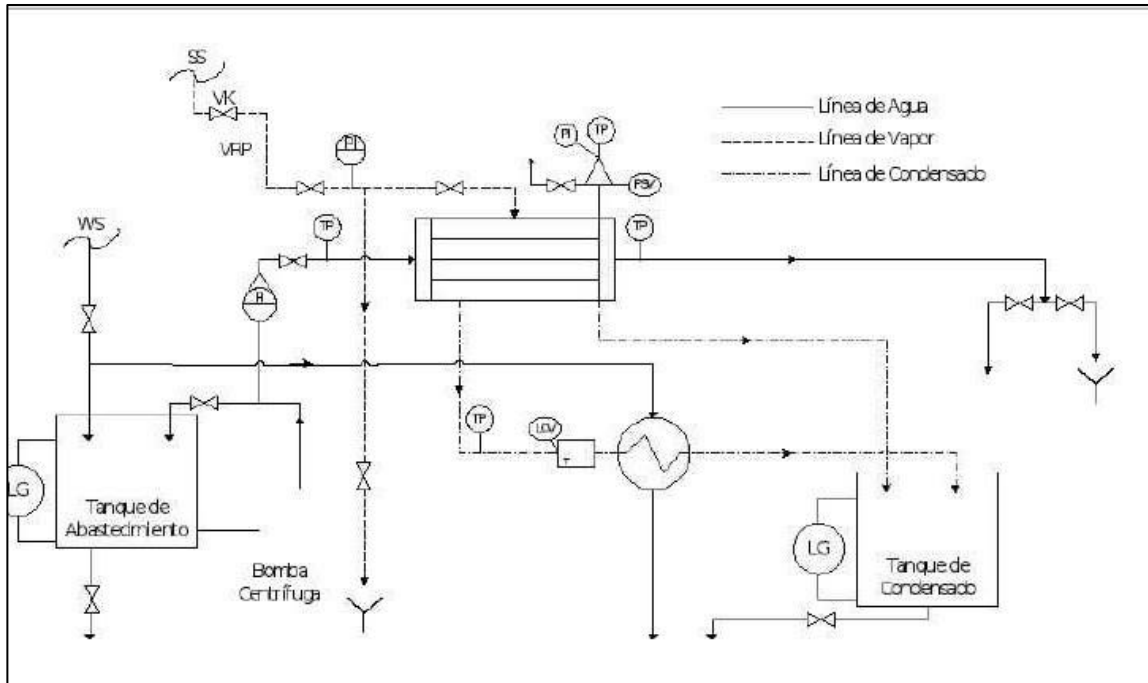 SS
VK
VRP
PI
PI
TP
PSV
Línea de Agua
Línea de Vapor
Línea de Condensado
WS
TP
TP
FI
TP
LCV
T
LG
Tanque de
Abastecimiento
Bomba
Centrífuga
LG
Tanque de
Condensado